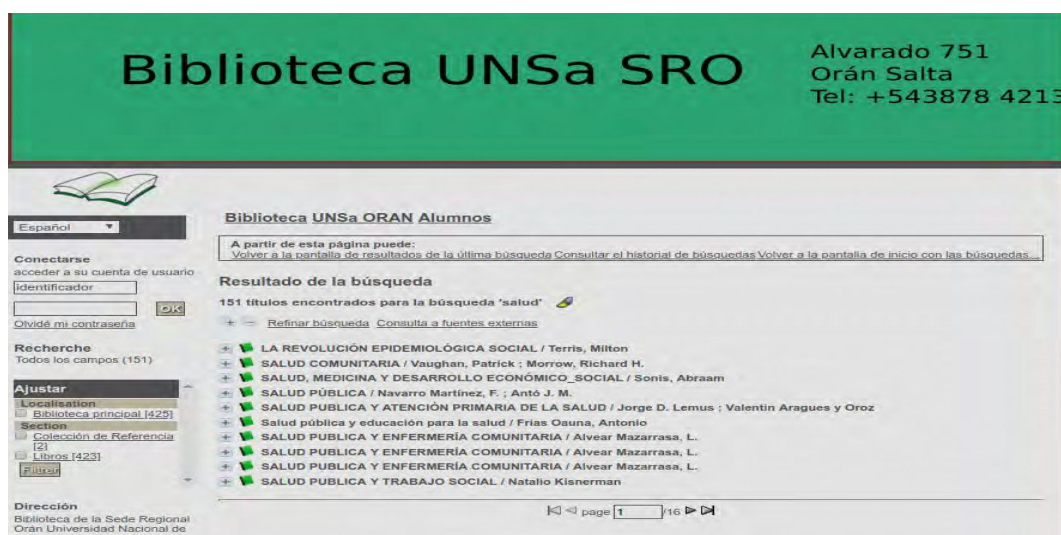 Biblioteca UNSa SRO
Alvarado 751
Orán Salta
Tel: +543878 4213
Español
Conectarse
acceder a su cuenta de usuario
identificador
OK
Olvidé mi contraseña
Recherche
Todos los campos (151)
Ajustar
Localisation
Biblioteca principal [425]
Section
Colección de Referencia
[2]
Libros [423]
Filtrar
Dirección
Biblioteca de la Sede Regional
Orán Universidad Nacional de
Biblioteca UNSa ORAN Alumnos
A partir de esta página puede:
Volver a la pantalla de resultados de la última búsqueda Consultar el historial de búsquedas Volver a la pantalla de inicio con las búsquedas...
Resultado de la búsqueda
151 títulos encontrados para la búsqueda 'salud'
+ − Refinar búsqueda Consulta a fuentes externas
+ LA REVOLUCIÓN EPIDEMIOLÓGICA SOCIAL / Terris, Milton
+ SALUD COMUNITARIA / Vaughan, Patrick ; Morrow, Richard H.
+ SALUD, MEDICINA Y DESARROLLO ECONÓMICO_SOCIAL / Sonis, Abraam
+ SALUD PÚBLICA / Navarro Martínez, F. ; Antó J. M.
+ SALUD PUBLICA Y ATENCIÓN PRIMARIA DE LA SALUD / Jorge D. Lemus ; Valentin Aragues y Oroz
+ Salud pública y educación para la salud / Frias Oauna, Antonio
+ SALUD PUBLICA Y ENFERMERÍA COMUNITARIA / Alvear Mazarrasa, L.
+ SALUD PUBLICA Y ENFERMERÍA COMUNITARIA / Alvear Mazarrasa, L.
+ SALUD PUBLICA Y ENFERMERÍA COMUNITARIA / Alvear Mazarrasa, L.
+ SALUD PUBLICA Y TRABAJO SOCIAL / Natalio Kisnerman
page 1 /16